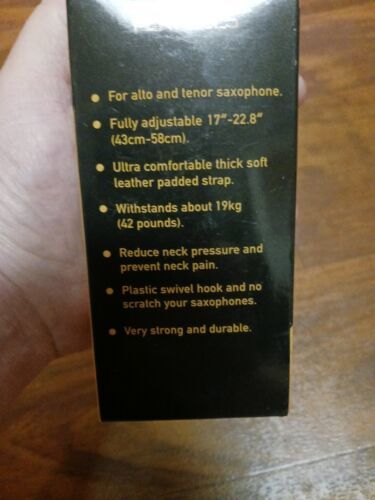 • For alto and tenor saxophone.
• Fully adjustable 17"-22.8"
(43cm-58cm).
• Ultra comfortable thick soft
leather padded strap.
• Withstands about 19kg
(42 pounds).
• Reduce neck pressure and
prevent neck pain.
• Plastic swivel hook and no
scratch your saxophones.
• Very strong and durable.